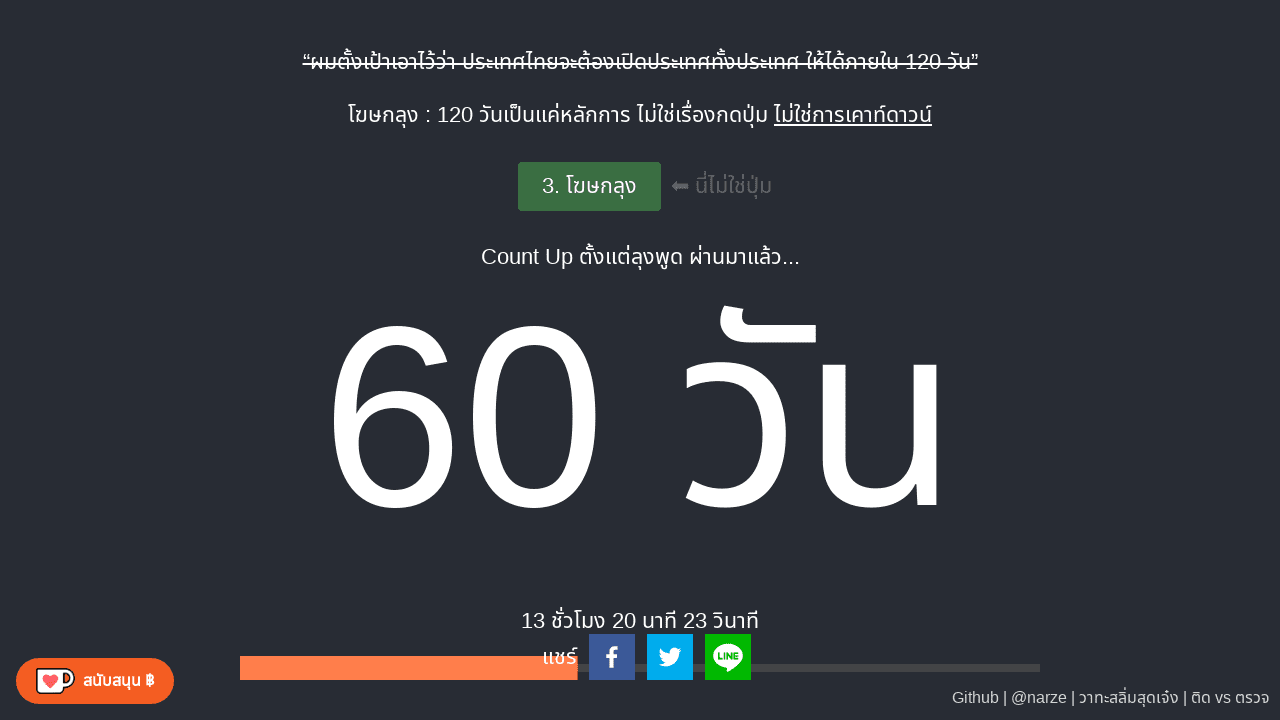 “ผมตั้งเป้าเอาไว้ว่า ประเทศไทยจะต้องเปิดประเทศทั้งประเทศ ให้ได้ภายใน 120 วัน”
โฆษกลุง : 120 วันเป็นแค่หลักการ ไม่ใช่เรื่องกดปุ่ม ไม่ใช่การเคาท์ดาวน์
3. โฆษกลุง ⬅ นี่ไม่ใช่ปุ่ม
Count Up ตั้งแต่ลุงพูด ผ่านมาแล้ว...
60 วัน
13 ชั่วโมง 20 นาที 23 วินาที
แชร์
LINE
สนับสนุน ฿
Github | @narze | วาทะสลิ่มสุดเจ๋ง | ติด vs ตรวจ